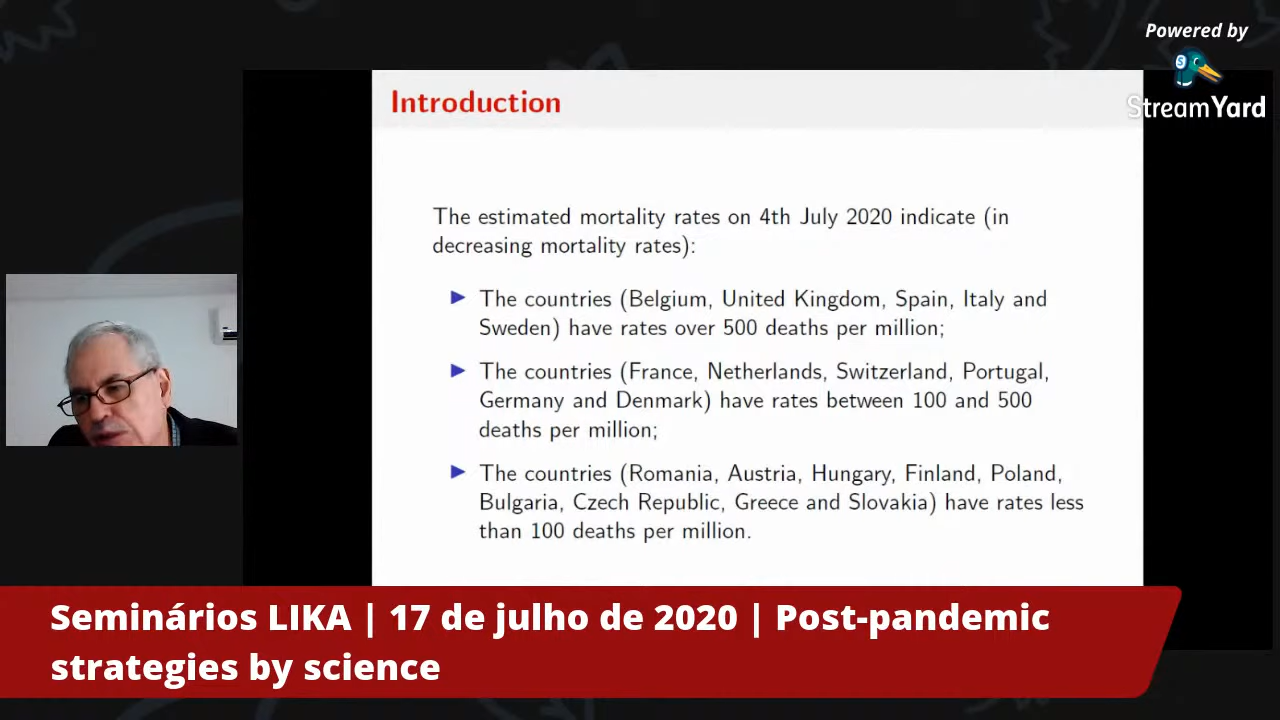 Powered by
StreamYard
Introduction
The estimated mortality rates on 4th July 2020 indicate (in
decreasing mortality rates):
The countries (Belgium, United Kingdom, Spain, Italy and
Sweden) have rates over 500 deaths per million;
The countries (France, Netherlands, Switzerland, Portugal,
Germany and Denmark) have rates between 100 and 500
deaths per million;
The countries (Romania, Austria, Hungary, Finland, Poland,
Bulgaria, Czech Republic, Greece and Slovakia) have rates less
than 100 deaths per million.
Seminários LIKA | 17 de julho de 2020 | Post-pandemic
strategies by science